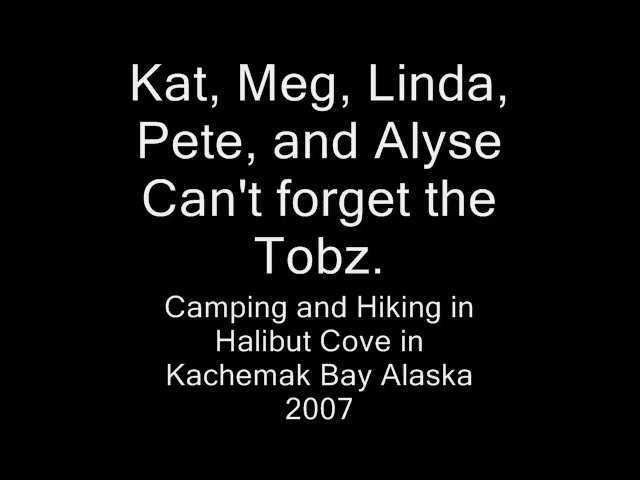 Kat, Meg, Linda,
Pete, and Alyse
Can't forget the
Tobz.
Camping and Hiking in
Halibut Cove in
Kachemak Bay Alaska
2007